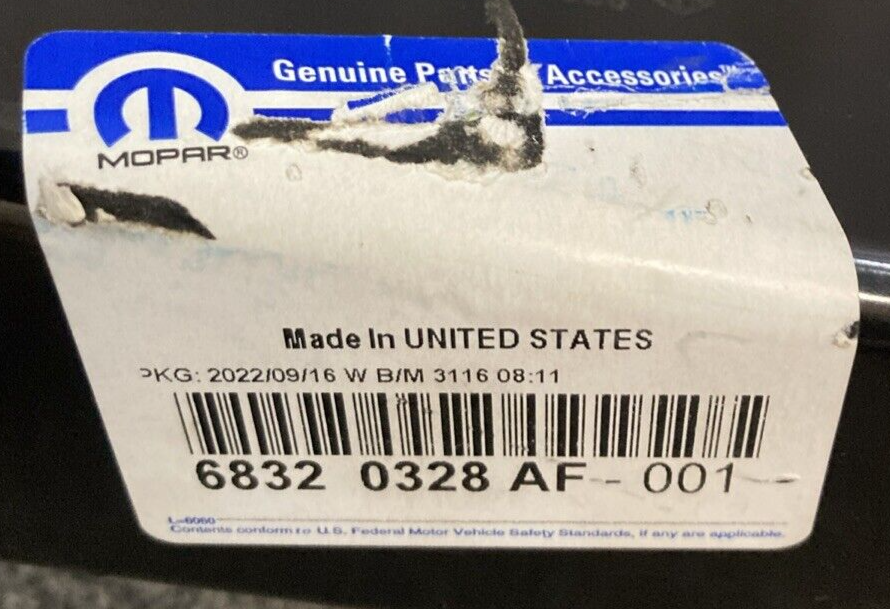 Genuine Parts Accessories™
MOPAR®
Made In UNITED STATES
PKG: 2022/09/16 W B/M 3116 08:11
6832 0328 AF - 001
L-6060
Contents conform to U.S. Federal Motor Vehicle Safety Standards, if any are applicable.